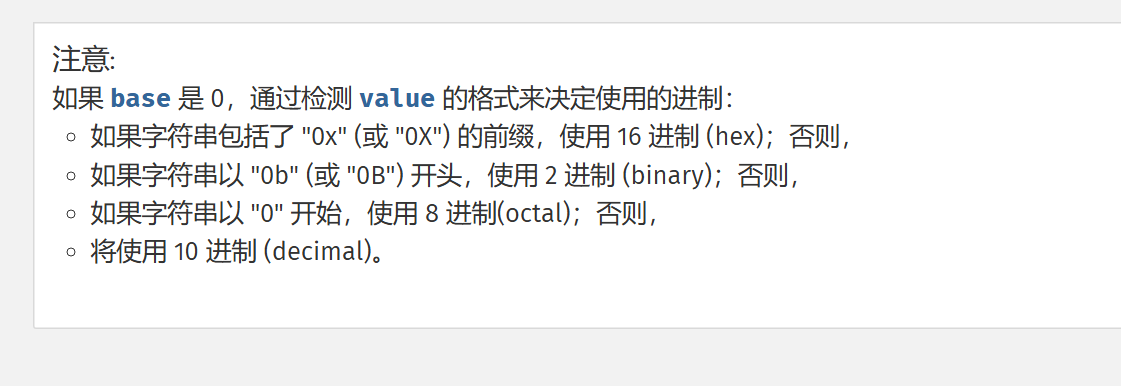 注意:
如果 base 是 0，通过检测 value 的格式来决定使用的进制：
如果字符串包括了 "0x" (或 "0X") 的前缀，使用 16 进制 (hex)；否则，
如果字符串以 "0b" (或 "0B") 开头，使用 2 进制 (binary)；否则，
如果字符串以 "0" 开始，使用 8 进制(octal)；否则，
将使用 10 进制 (decimal)。